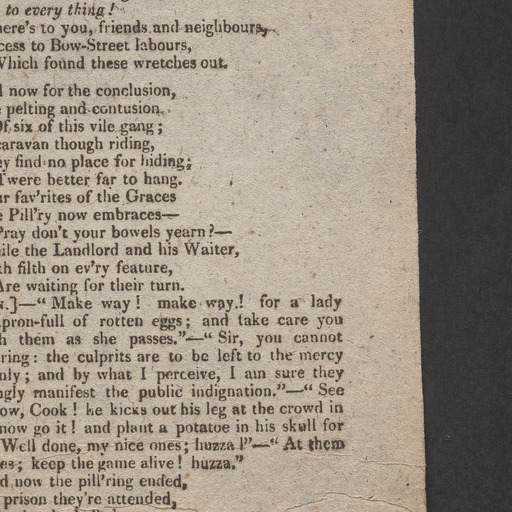 to every thing!
here's to you, friends and neighbours,
cess to Bow-Street labours,
Which found these wretches out.
now for the conclusion,
pelting and contusion
Of six of this vile gang;
caravan though riding,
ey find no place for hiding;
Twere better far to hang.
ur fav'rites of the Graces
e Pill'ry now embraces—
Pray don't your bowels yearn?—
ile the Landlord and his Waiter,
th filth on ev'ry feature,
Are waiting for their turn.
]—" Make way! make way! for a lady
pron-full of rotten eggs; and take care you
h them as she passes."—" Sir, you cannot
ring: the culprits are to be left to the mercy
nly; and by what I perceive, I am sure they
ngly manifest the public indignation."—" See
ow, Cook! he kicks out his leg at the crowd in
now go it! and plant a potatoe in his skull for
Well done, my nice ones; huzza!"—" At them
es; keep the game alive! huzza."
d now the pill'ring ended,
prison they're attended,